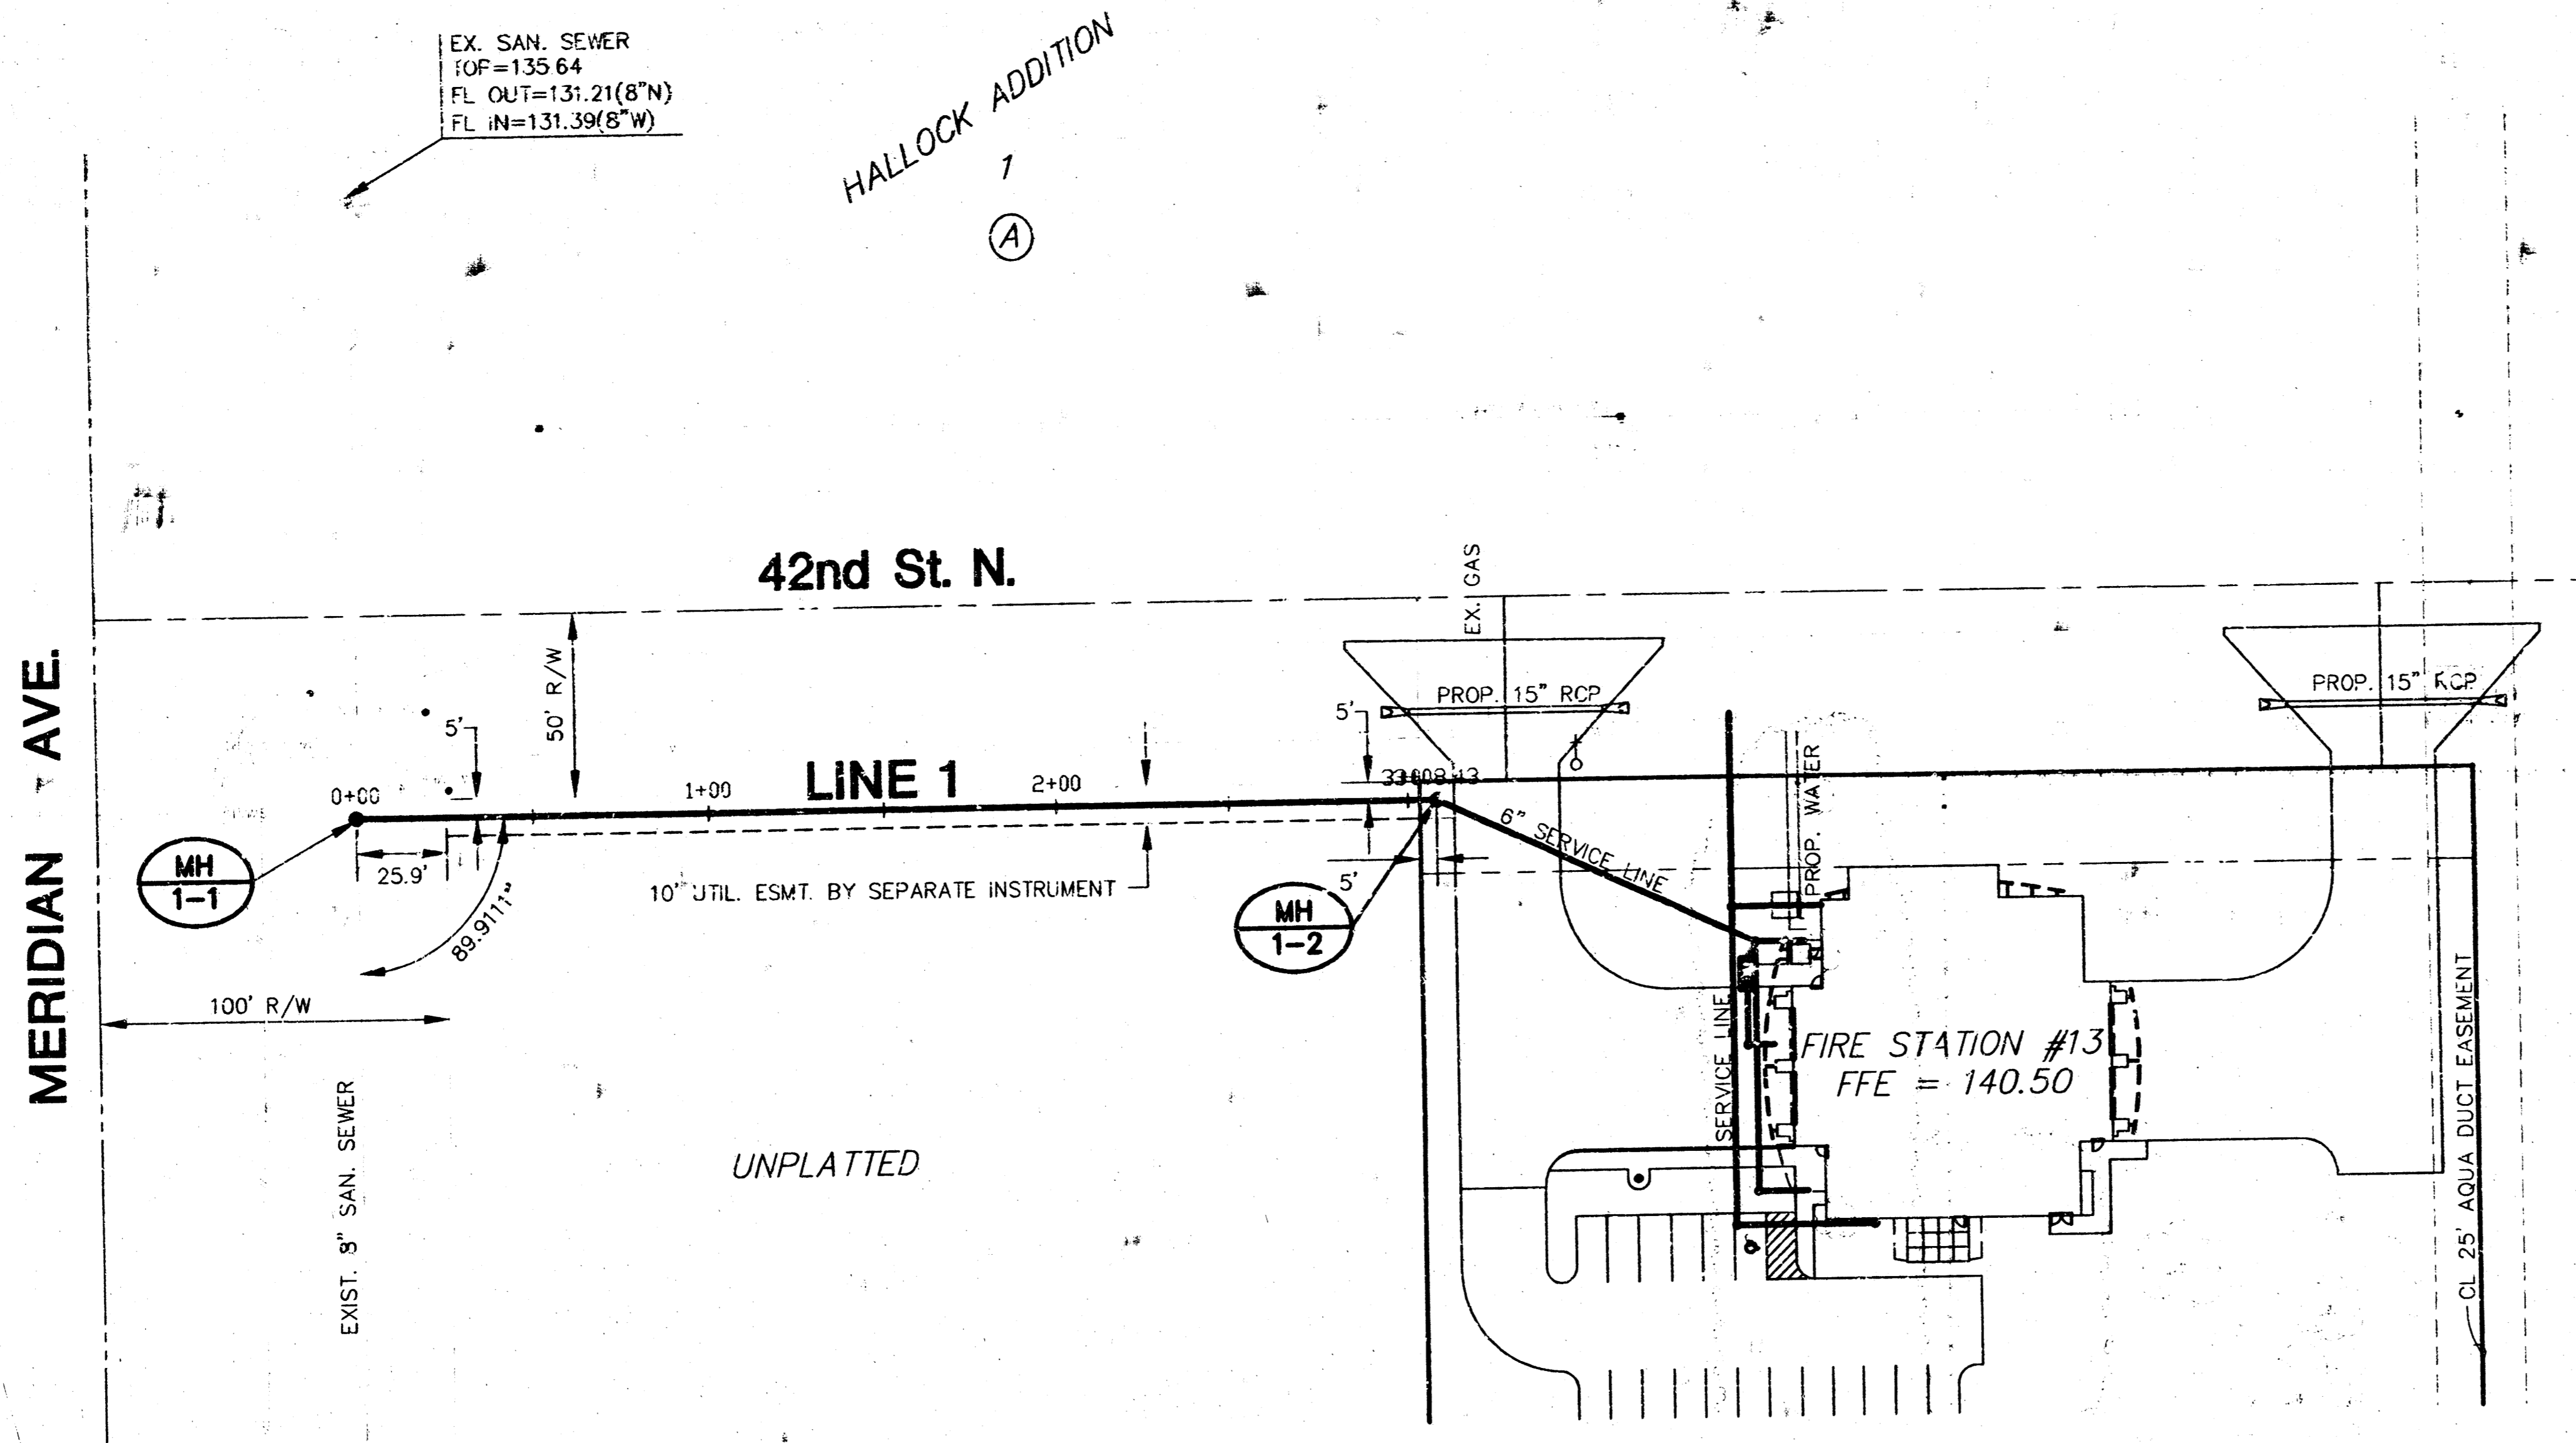 EX. SAN. SEWER
TOP=135.64
FL OUT=131.21(8"N)
FL IN=131.39(8"W)
HALLOCK ADDITION
1
A
42nd St. N.
MERIDIAN AVE.
50' R/W
5'
0+00
1+00
LINE 1
2+00
MH
1-1
25.9'
89.9111°
100' R/W
10' UTIL. ESMT. BY SEPARATE INSTRUMENT
EXIST. 8" SAN. SEWER
UNPLATTED
EX. GAS
PROP. 15" RCP
5'
5'
MH
1-2
6" SERVICE LINE
PROP. WATER
SERVICE LINE
FIRE STATION #13
FFE = 140.50
PROP. 15" RCP
CL 25' AQUA DUCT EASEMENT